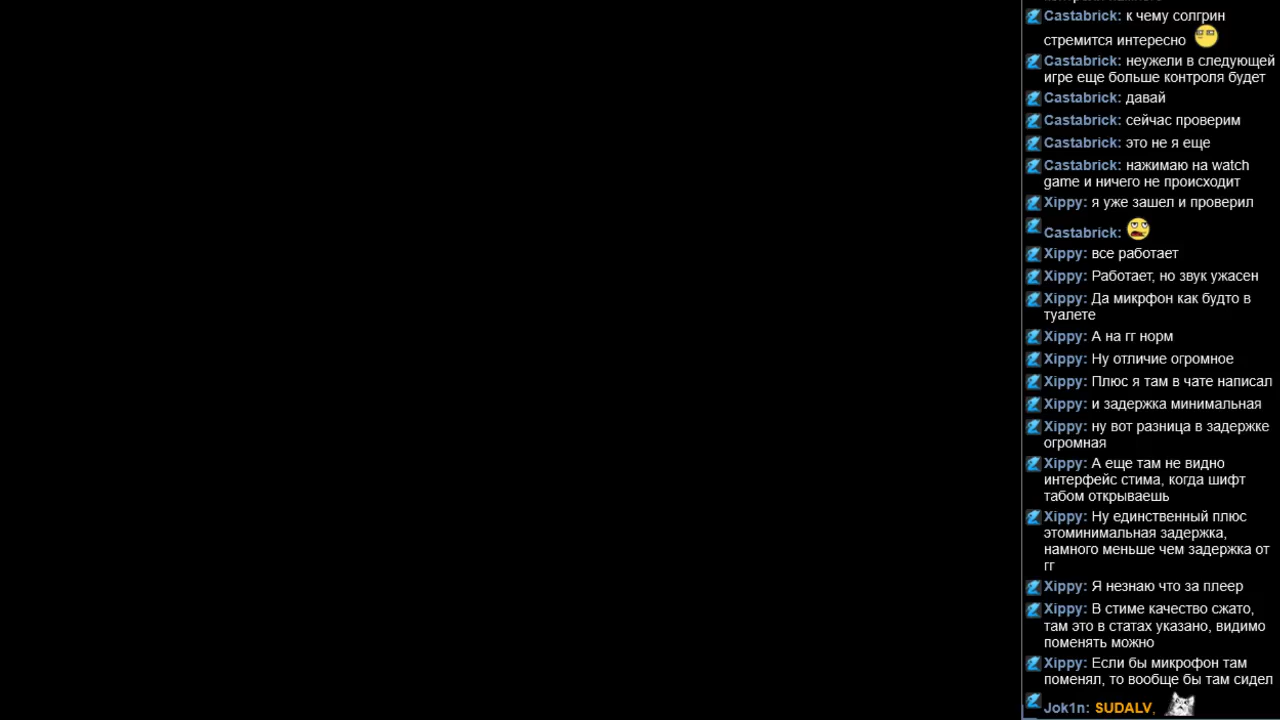 Castabrick: к чему солгрин
стремится интересно
Castabrick: неужели в следующей
игре еще больше контроля будет
Castabrick: давай
Castabrick: сейчас проверим
Castabrick: это не я еще
Castabrick: нажимаю на watch
game и ничего не происходит
Xippy: я уже зашел и проверил
Castabrick:
Xippy: все работает
Xippy: Работает, но звук ужасен
Xippy: Да микрфон как будто в
туалете
Xippy: А на гг норм
Xippy: Ну отличие огромное
Xippy: Плюс я там в чате написал
Xippy: и задержка минимальная
Xippy: ну вот разница в задержке
огромная
Xippy: А еще там не видно
интерфейс стима, когда шифт
табом открываешь
Xippy: Ну единственный плюс
этоминимальная задержка,
намного меньше чем задержка от
гг
Xippy: Я незнаю что за плеер
Xippy: В стиме качество сжато,
там это в статах указано, видимо
поменять можно
Xippy: Если бы микрофон там
поменял, то вообще бы там сидел
Jok1n: SUDALV,